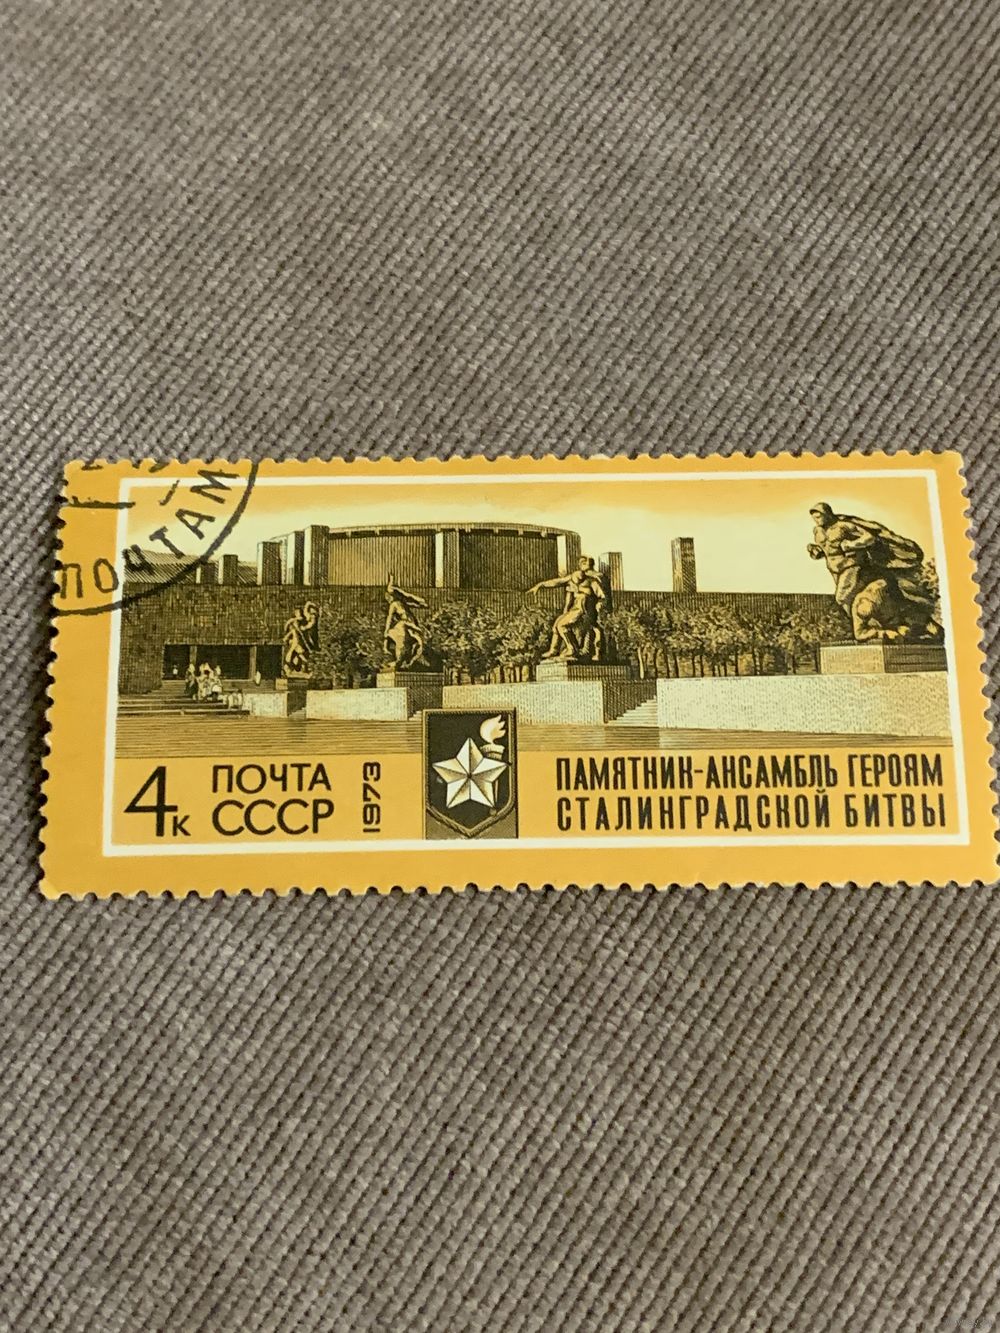 ПОЧТАМ
4к
ПОЧТА
СССР
1973
ПАМЯТНИК-АНСАМБЛЬ ГЕРОЯМ
СТАЛИНГРАДСКОЙ БИТВЫ